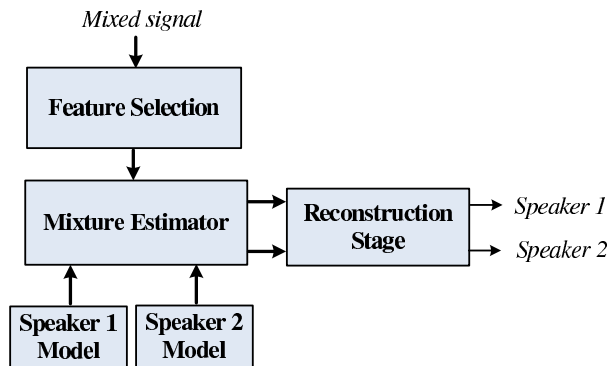 Mixed signal
Feature Selection
Mixture Estimator
Reconstruction
Stage
Speaker 1
Speaker 2
Speaker 1
Model
Speaker 2
Model